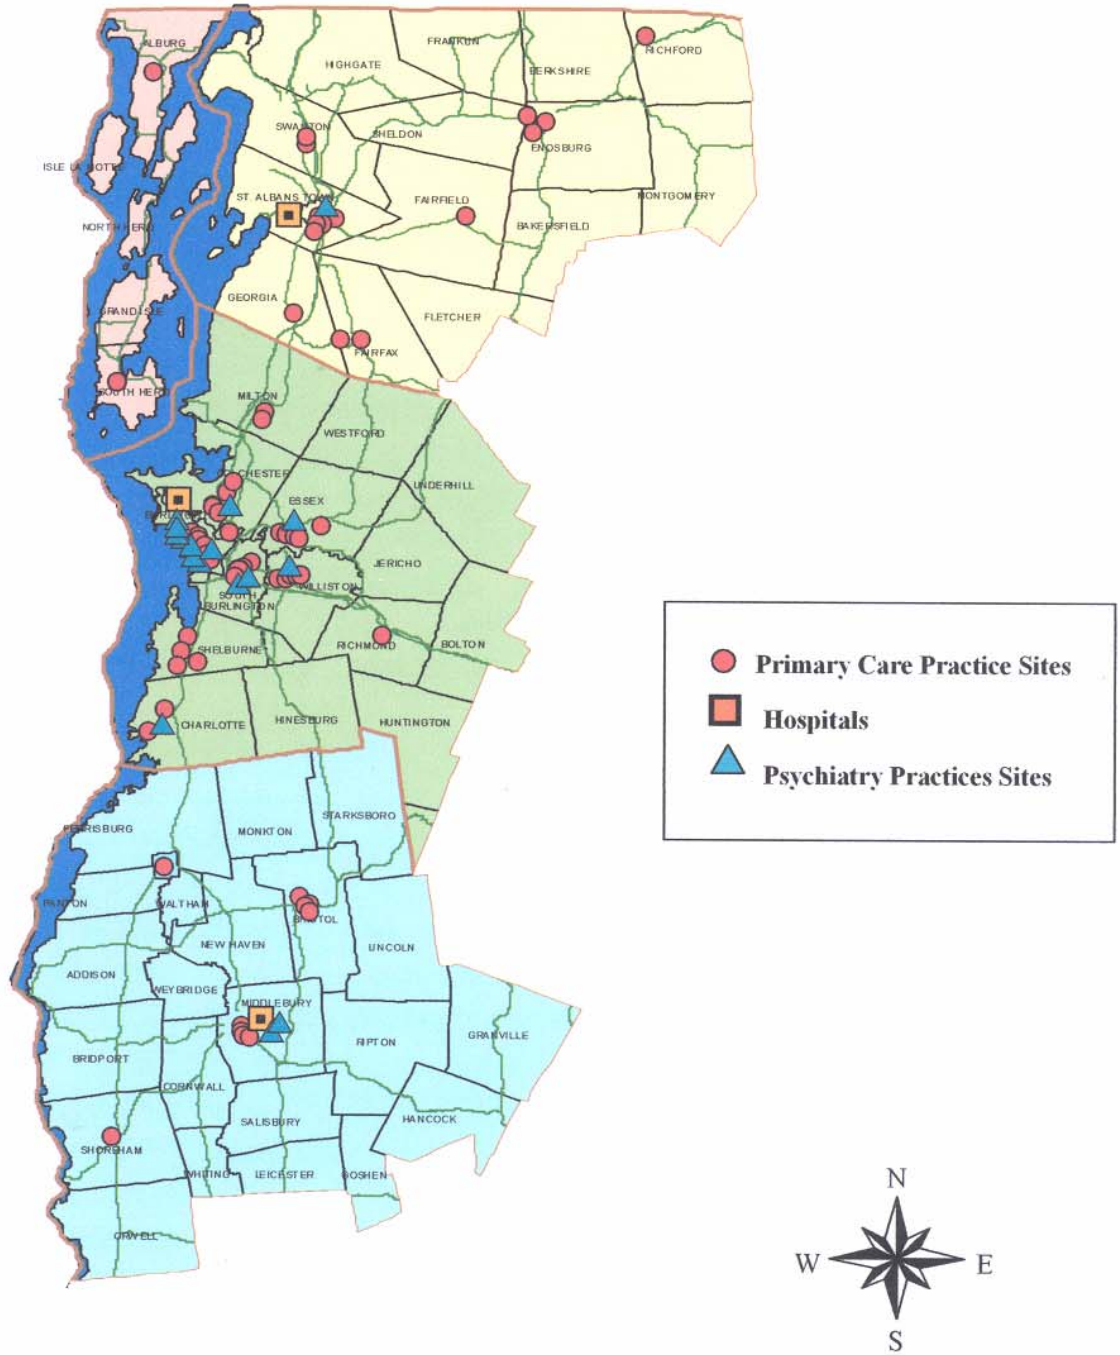 ALBURG
FRANKLIN
RICHFORD
HIGHGATE
BERKSHIRE
SWANTON
SHELDON
ENOSBURG
ISLE LA MOTTE
ST. ALBANS TOWN
FAIRFIELD
MONTGOMERY
NORTH HERO
BAKERSFIELD
GEORGIA
GRAND ISLE
FLETCHER
FAIRFAX
SOUTH HERO
MILTON
WESTFORD
COLCHESTER
UNDERHILL
ESSEX
BURLINGTON
JERICHO
WILLISTON
SOUTH
BURLINGTON
SHELBURNE
RICHMOND
BOLTON
CHARLOTTE
HINESBURG
HUNTINGTON
Primary Care Practice Sites
Hospitals
Psychiatry Practices Sites
FERRISBURG
MONKTON
STARKSBORO
PANTON
WALTHAM
BRISTOL
NEW HAVEN
LINCOLN
ADDISON
WEYBRIDGE
MIDDLEBURY
BRIDPORT
RIPTON
GRANVILLE
CORNWALL
SALISBURY
HANCOCK
SHOREHAM
WHITING
LEICESTER
GOSHEN
ORWELL
N
W
E
S